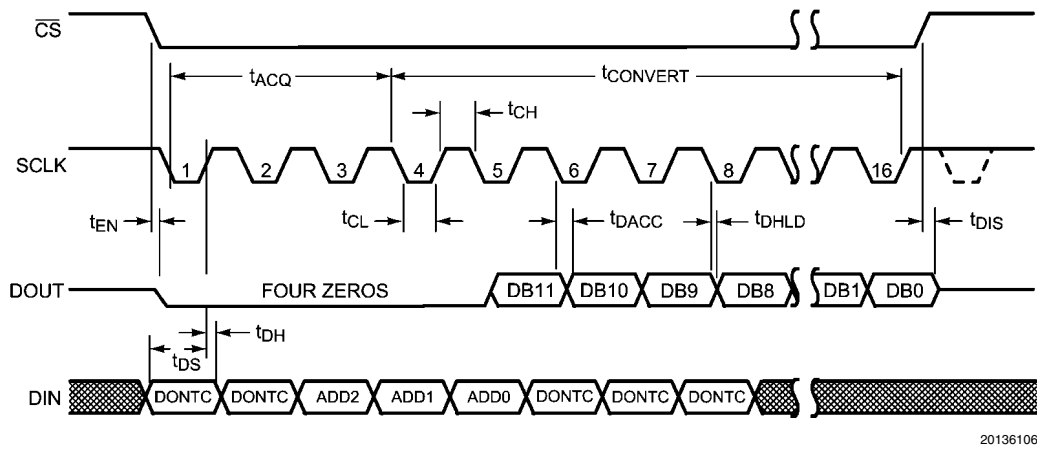 CS
tACQ
tCONVERT
tCH
SCLK
1 2 3 4 5 6 7 8 16
tEN
tCL
tDACC
tDHLD
tDIS
DOUT
FOUR ZEROS
DB11 DB10 DB9 DB8 DB1 DB0
tDH
tDS
DIN
DONTC DONTC ADD2 ADD1 ADD0 DONTC DONTC DONTC
20136106